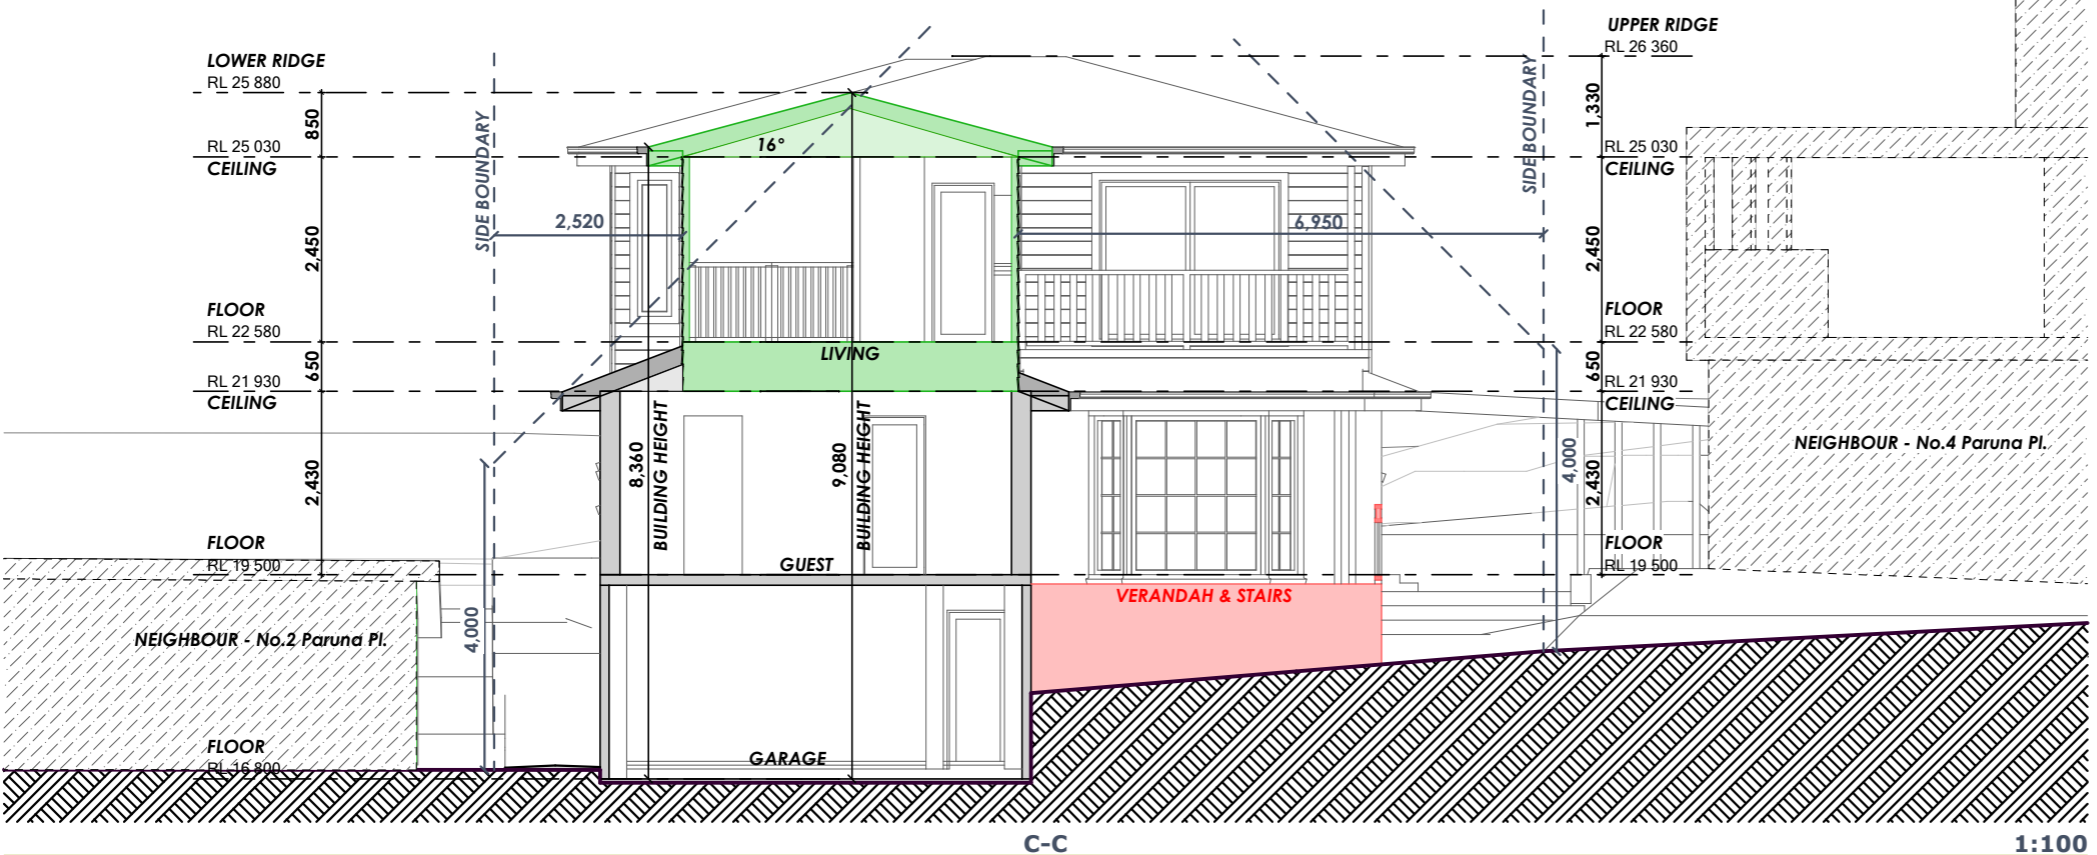 UPPER RIDGE
RL 26 360
LOWER RIDGE
RL 25 880
SIDE BOUNDARY
SIDE BOUNDARY
850
1,330
16°
RL 25 030
CEILING
RL 25 030
CEILING
2,520
6,950
2,450
2,450
FLOOR
RL 22 580
FLOOR
RL 22 580
LIVING
650
650
RL 21 930
CEILING
RL 21 930
CEILING
8,360
BUILDING HEIGHT
9,080
BUILDING HEIGHT
2,430
4,000
2,430
NEIGHBOUR - No.4 Paruna Pl.
FLOOR
RL 19 500
FLOOR
RL 19 500
GUEST
VERANDAH & STAIRS
4,000
NEIGHBOUR - No.2 Paruna Pl.
FLOOR
RL 16 800
GARAGE
C-C
1:100